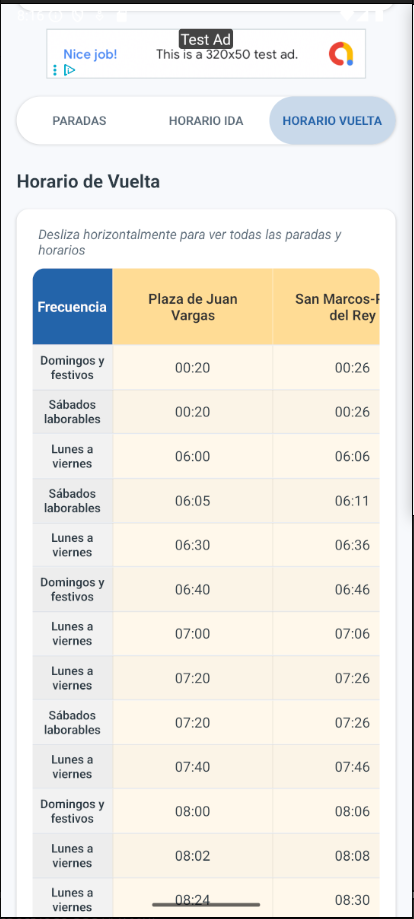 Test Ad
Nice job!
This is a 320x50 test ad.
PARADAS HORARIO IDA HORARIO VUELTA
Horario de Vuelta
Desliza horizontalmente para ver todas las paradas y
horarios
Frecuencia
Plaza de Juan
Vargas
San Marcos-
del Rey
Domingos y
festivos
00:20 00:26
Sábados
laborables
00:20 00:26
Lunes a
viernes
06:00 06:06
Sábados
laborables
06:05 06:11
Lunes a
viernes
06:30 06:36
Domingos y
festivos
06:40 06:46
Lunes a
viernes
07:00 07:06
Lunes a
viernes
07:20 07:26
Sábados
laborables
07:20 07:26
Lunes a
viernes
07:40 07:46
Domingos y
festivos
08:00 08:06
Lunes a
viernes
08:02 08:08
Lunes a
viernes
08:24 08:30